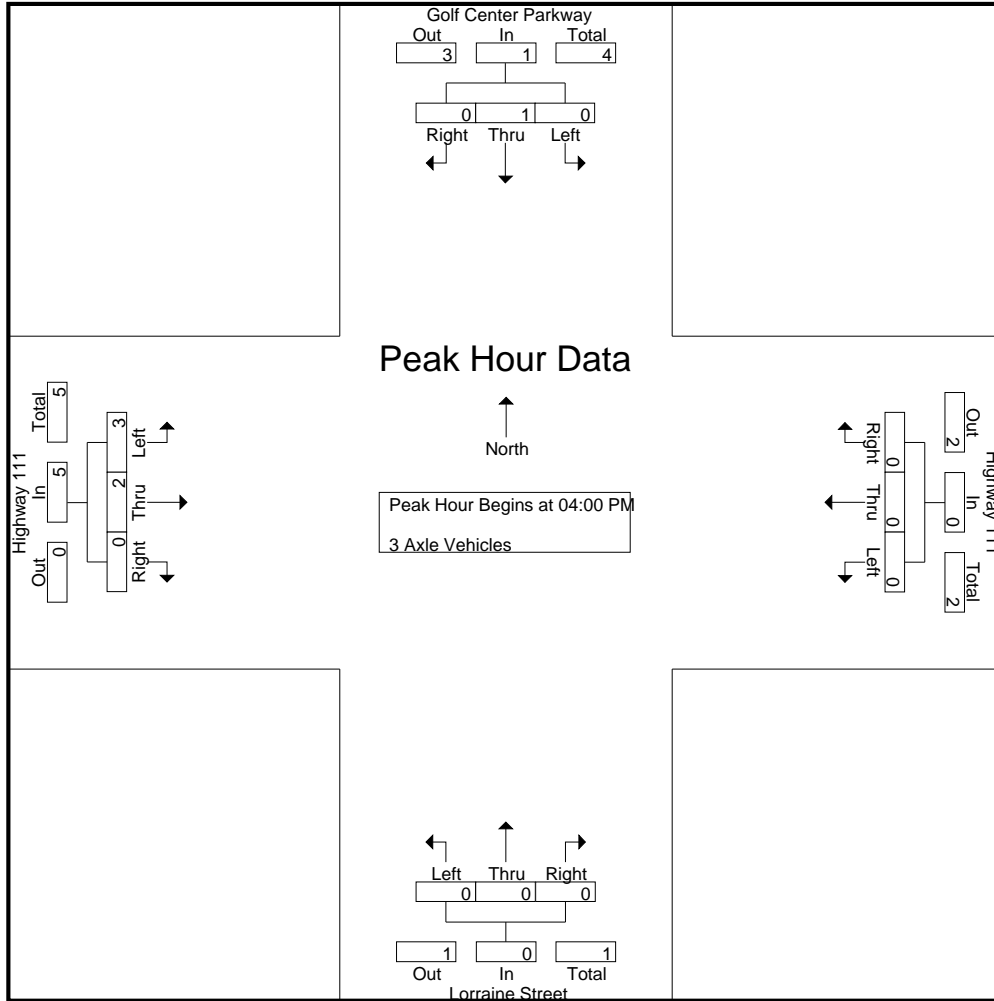 Golf Center Parkway
Out In Total
3 1 4
0 1 0
Right Thru Left
Peak Hour Data
North
Peak Hour Begins at 04:00 PM
3 Axle Vehicles
Highway 111
Out In Total
0 5 5
Right Thru Left
0 2 3
Highway 111
Out In Total
2 0 2
Right Thru Left
0 0 0
Left Thru Right
0 0 0
1 0 1
Out In Total
Lorraine Street